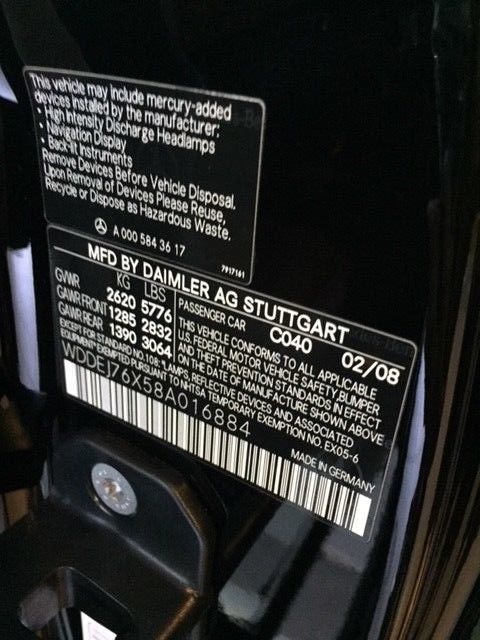 This vehicle may include mercury-added
devices installed by the manufacturer:
• High Intensity Discharge Headlamps
• Navigation Display
• Back-lit Instruments
Remove Devices Before Vehicle Disposal.
Upon Removal of Devices Please Reuse,
Recycle or Dispose as Hazardous Waste.
A 000 584 36 17
7917161
MFD BY DAIMLER AG STUTTGART
KG LBS
GVWR 2620 5776
GAWR FRONT 1285 2832
GAWR REAR 1390 3064
PASSENGER CAR C040 02/08
THIS VEHICLE CONFORMS TO ALL APPLICABLE
U.S. FEDERAL MOTOR VEHICLE SAFETY, BUMPER
AND THEFT PREVENTION STANDARDS IN EFFECT
ON THE DATE OF MANUFACTURE SHOWN ABOVE
EXCEPT FOR STANDARD NO. 108; LAMPS, REFLECTIVE DEVICES AND ASSOCIATED
EQUIPMENT EXEMPTED PURSUANT TO NHTSA TEMPORARY EXEMPTION NO. EX05-6
WDDEJ76X58A016884
MADE IN GERMANY